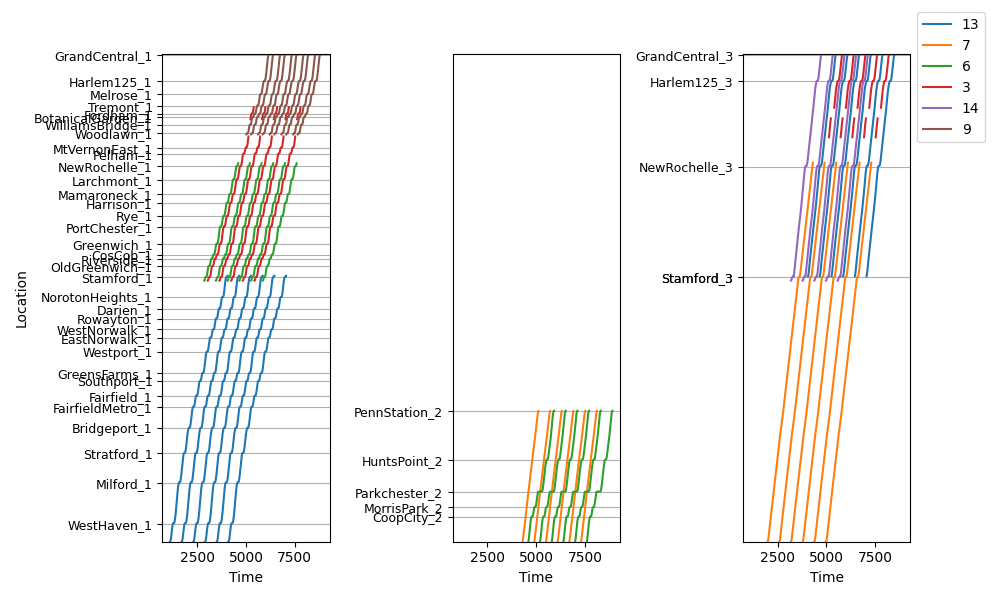 GrandCentral_1
Harlem125_1
Melrose_1
Tremont_1
Fordham_1
BotanicalGarden_1
WilliamsBridge_1
Woodlawn_1
MtVernonEast_1
Pelham_1
NewRochelle_1
Larchmont_1
Mamaroneck_1
Harrison_1
Rye_1
PortChester_1
Greenwich_1
CosCob_1
Riverside_1
OldGreenwich_1
Stamford_1
NorotonHeights_1
Darien_1
Rowayton_1
WestNorwalk_1
EastNorwalk_1
Westport_1
GreensFarms_1
Southport_1
Fairfield_1
FairfieldMetro_1
Bridgeport_1
Stratford_1
Milford_1
WestHaven_1
Location
2500 5000 7500
Time
PennStation_2
HuntsPoint_2
Parkchester_2
MorrisPark_2
CoopCity_2
2500 5000 7500
Time
GrandCentral_3
Harlem125_3
NewRochelle_3
Stamford_3
2500 5000 7500
Time
13
7
6
3
14
9